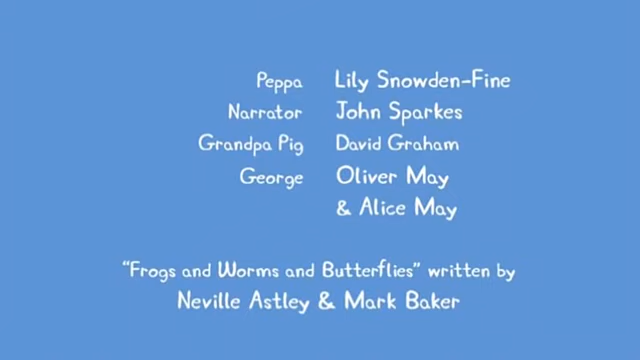 Peppa Lily Snowden-Fine
Narrator John Sparkes
Grandpa Pig David Graham
George Oliver May
& Alice May
“Frogs and Worms and Butterflies” written by
Neville Astley & Mark Baker